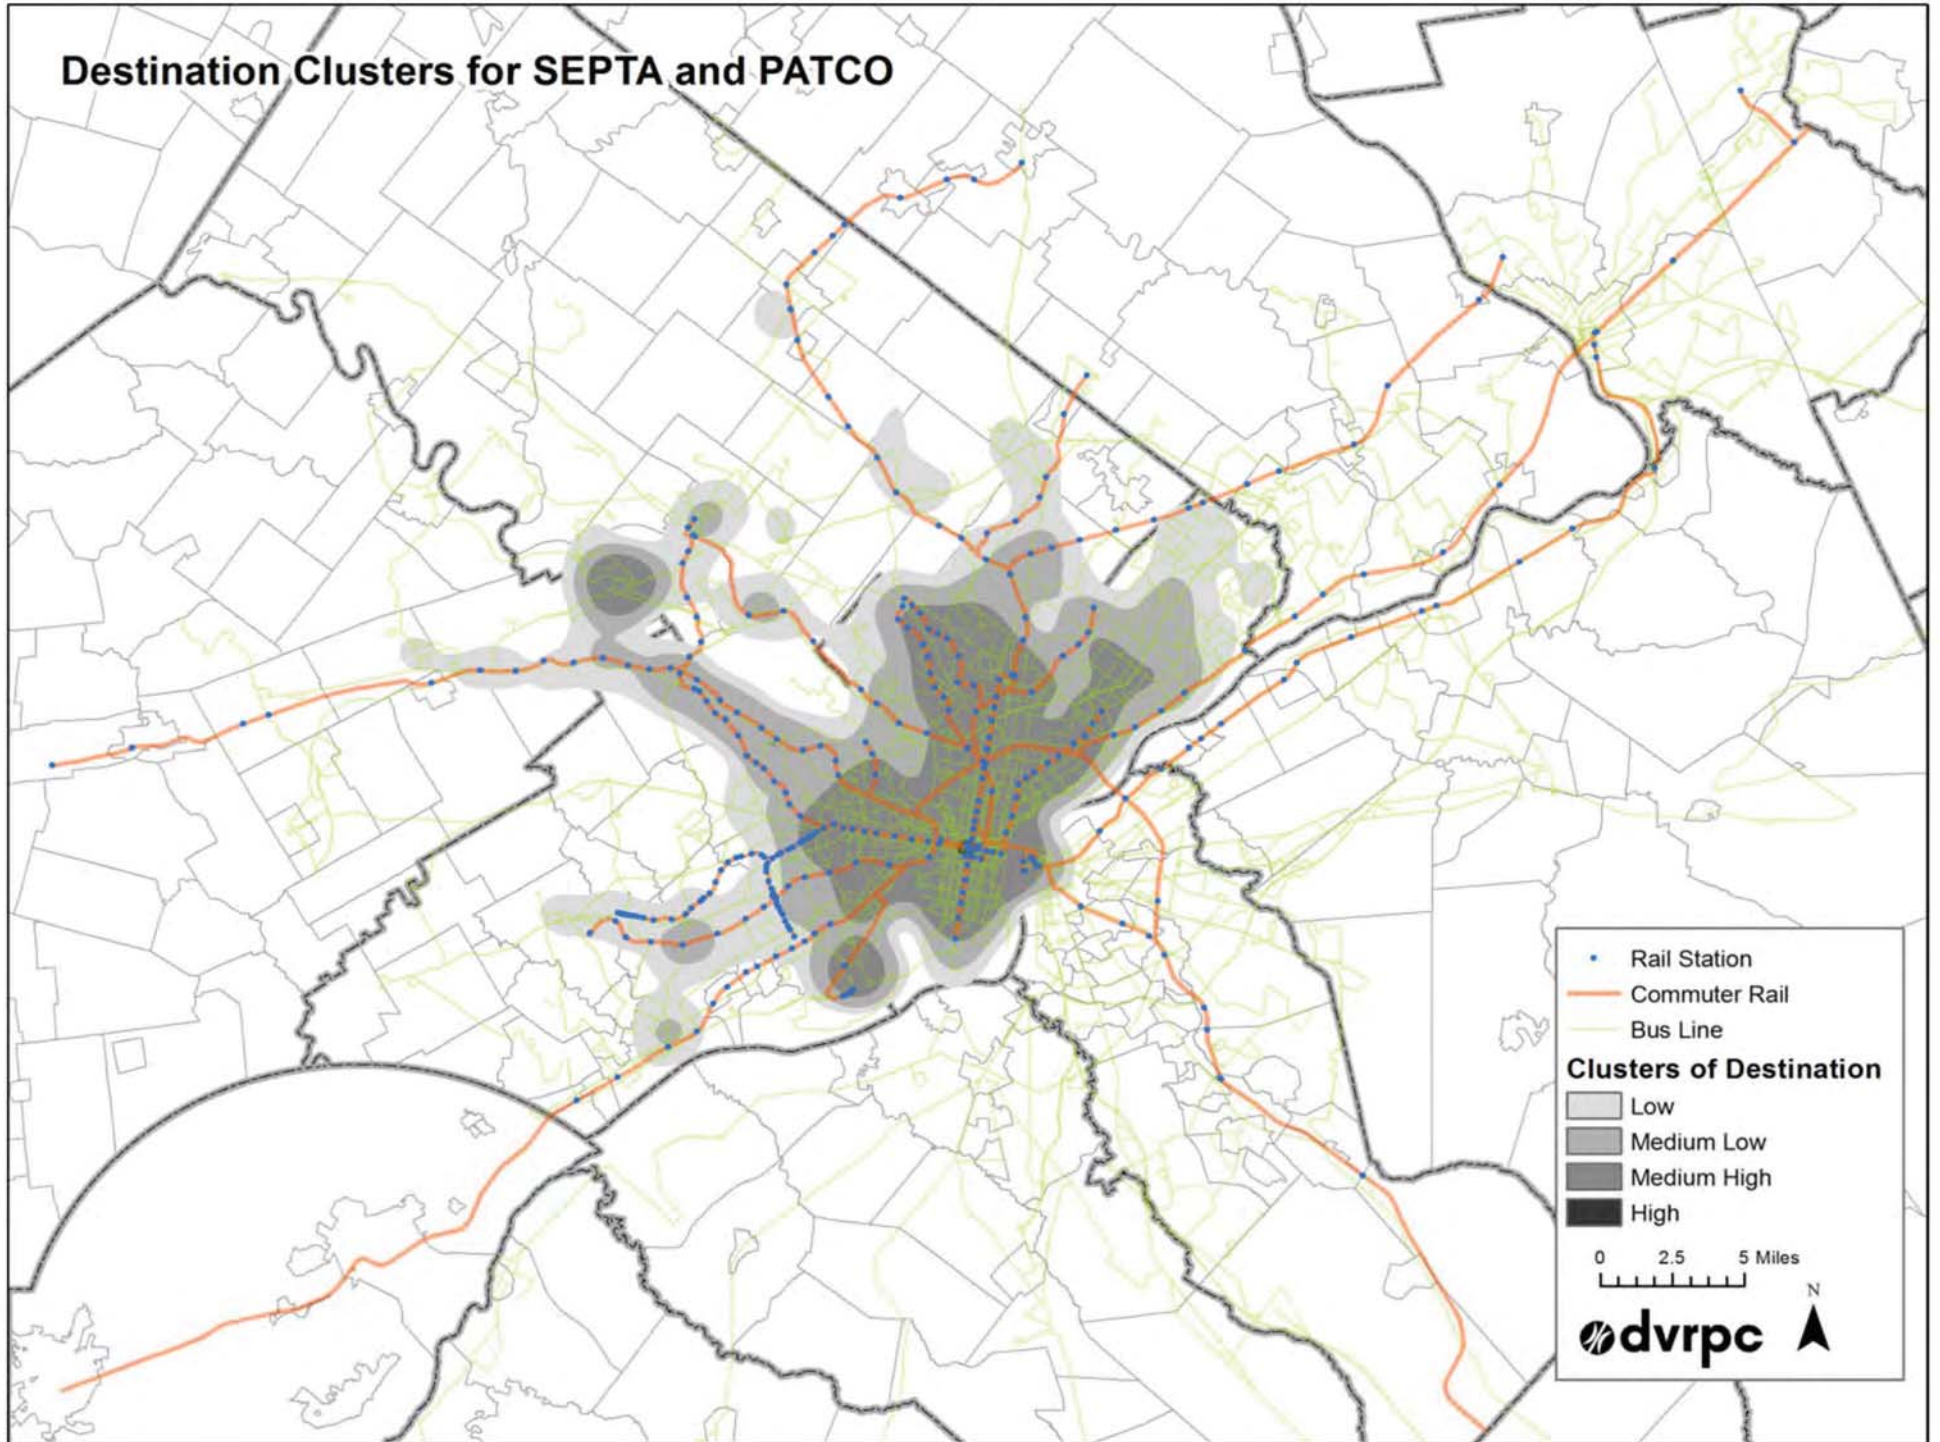 Destination Clusters for SEPTA and PATCO
Rail Station
Commuter Rail
Bus Line
Clusters of Destination
Low
Medium Low
Medium High
High
0 2.5 5 Miles
N
dvrpc